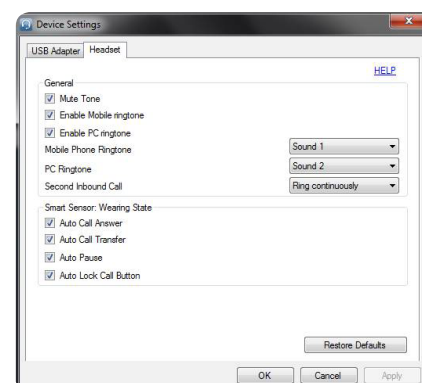 Device Settings
USB Adapter Headset
HELP
General
Mute Tone
Enable Mobile ringtone
Enable PC ringtone
Mobile Phone Ringtone Sound 1
PC Ringtone Sound 2
Second Inbound Call Ring continuously
Smart Sensor: Wearing State
Auto Call Answer
Auto Call Transfer
Auto Pause
Auto Lock Call Button
Restore Defaults
OK Cancel Apply